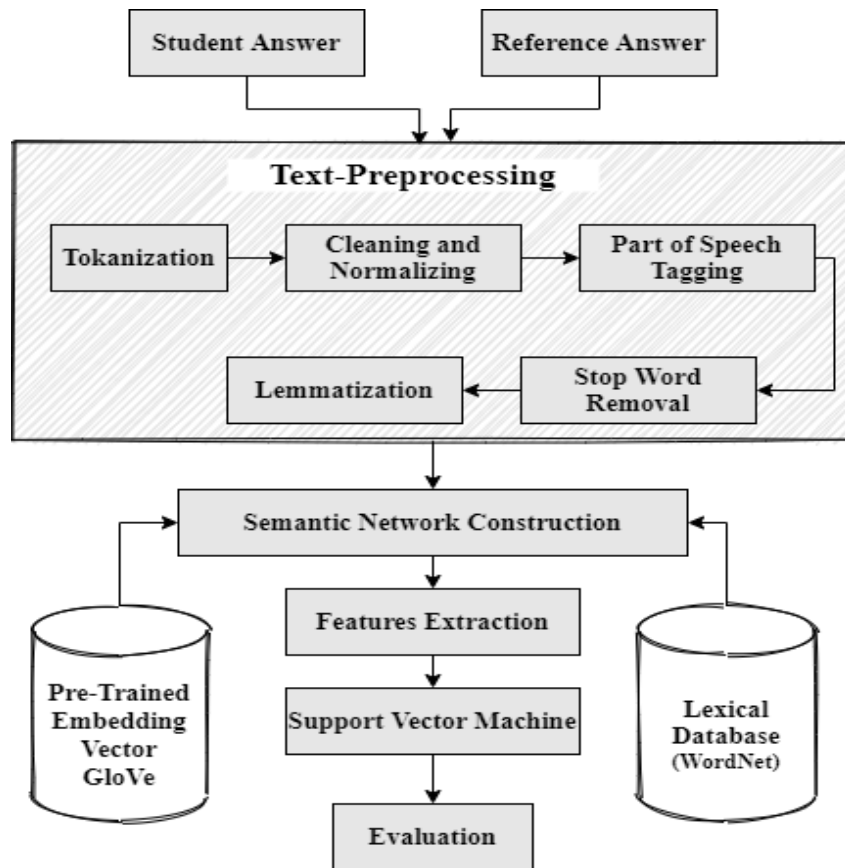 Student Answer
Reference Answer
Text-Preprocessing
Tokanization
Cleaning and
Normalizing
Part of Speech
Tagging
Lemmatization
Stop Word
Removal
Semantic Network Construction
Features Extraction
Pre-Trained
Embedding
Vector
GloVe
Support Vector Machine
Lexical
Database
(WordNet)
Evaluation